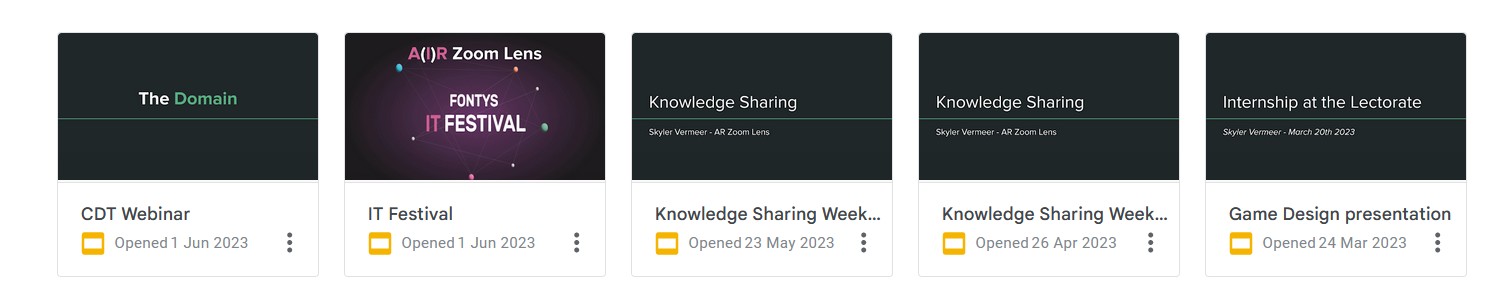 The Domain
CDT Webinar
Opened 1 Jun 2023
A(I)R Zoom Lens
FONTYS
IT FESTIVAL
IT Festival
Opened 1 Jun 2023
Knowledge Sharing
Skyler Vermeer - AR Zoom Lens
Knowledge Sharing Week...
Opened 23 May 2023
Knowledge Sharing
Skyler Vermeer - AR Zoom Lens
Knowledge Sharing Week...
Opened 26 Apr 2023
Internship at the Lectorate
Skyler Vermeer - March 20th 2023
Game Design presentation
Opened 24 Mar 2023